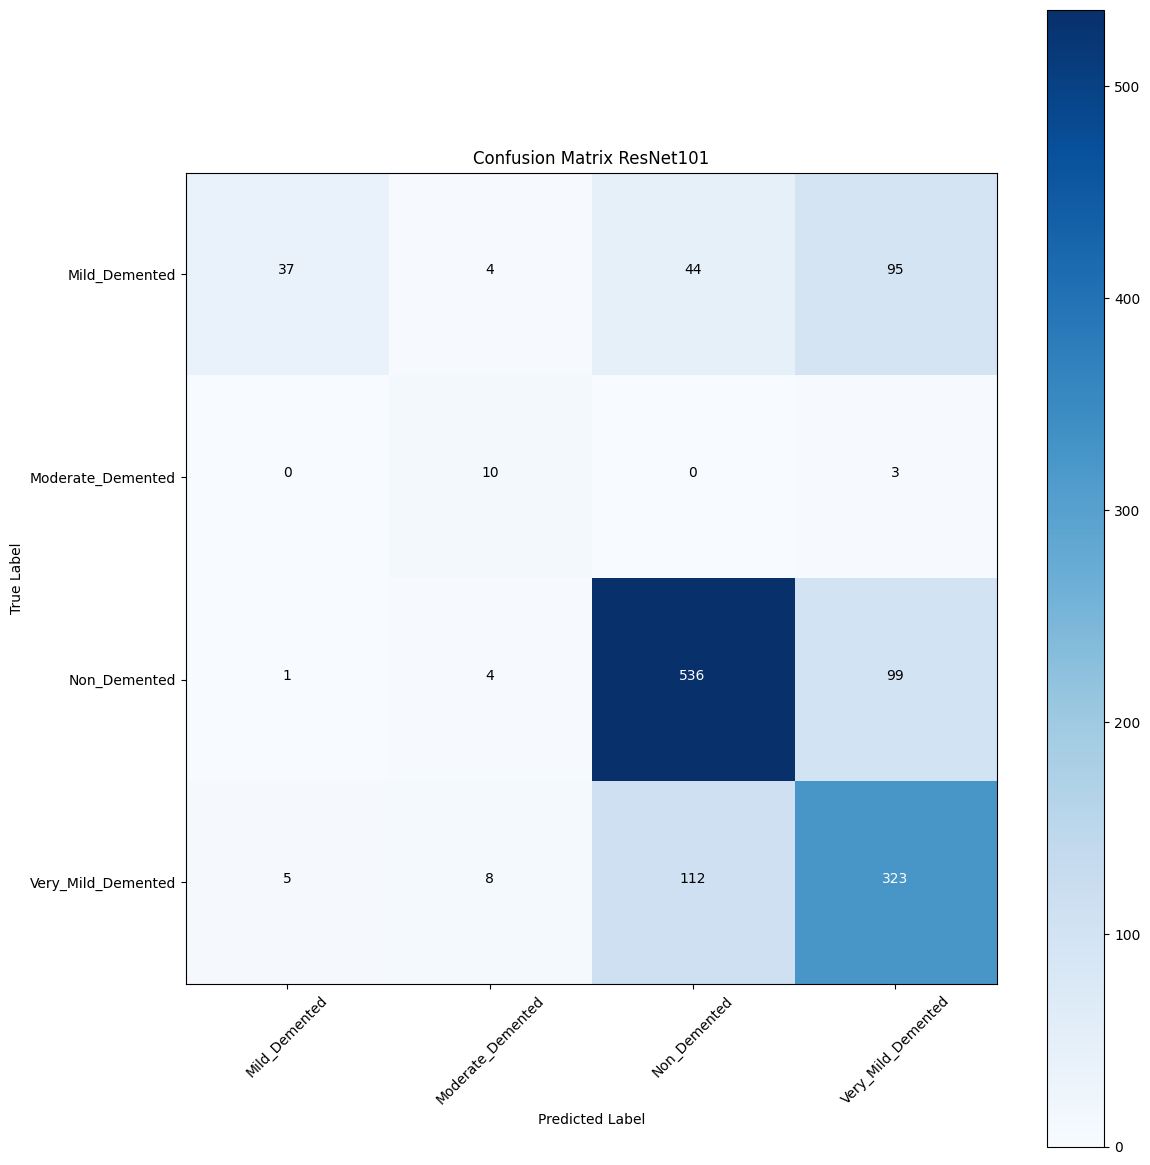 Confusion Matrix ResNet101
True Label
Mild_Demented 37 4 44 95
Moderate_Demented 0 10 0 3
Non_Demented 1 4 536 99
Very_Mild_Demented 5 8 112 323
Mild_Demented Moderate_Demented Non_Demented Very_Mild_Demented
Predicted Label
500
400
300
200
100
0